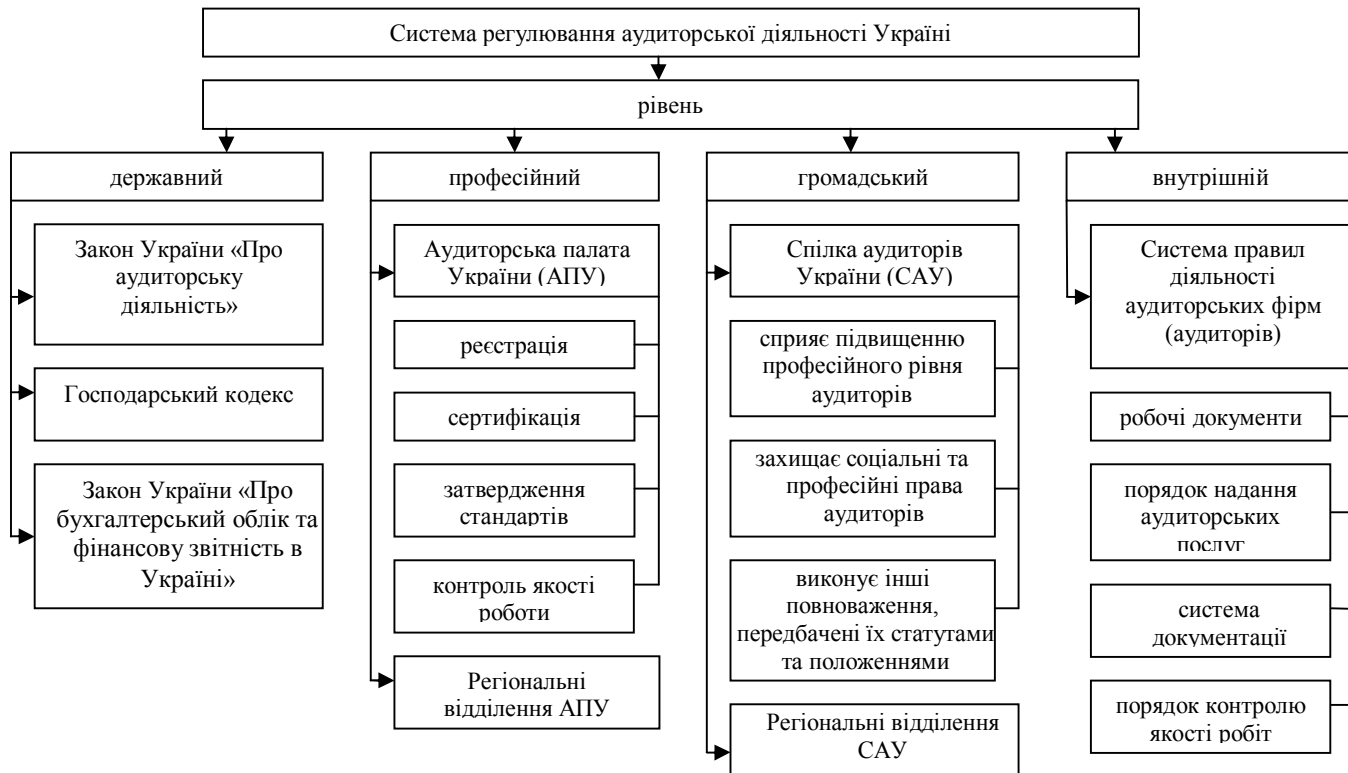 Система регулювання аудиторської діяльності Україні
рівень
державний
Закон України «Про
аудиторську
діяльність»
Господарський кодекс
Закон України «Про
бухгалтерський облік та
фінансову звітність в
Україні»
професійний
Аудиторська палата
України (АПУ)
реєстрація
сертифікація
затвердження
стандартів
контроль якості
роботи
Регіональні
відділення АПУ
громадський
Спілка аудиторів
України (САУ)
сприяє підвищенню
професійного рівня
аудиторів
захищає соціальні та
професійні права
аудиторів
виконує інші
повноваження,
передбачені їх статутами
та положеннями
Регіональні відділення
САУ
внутрішній
Система правил
діяльності
аудиторських фірм
(аудиторів)
робочі документи
порядок надання
аудиторських
послуг
система
документації
порядок контролю
якості робіт